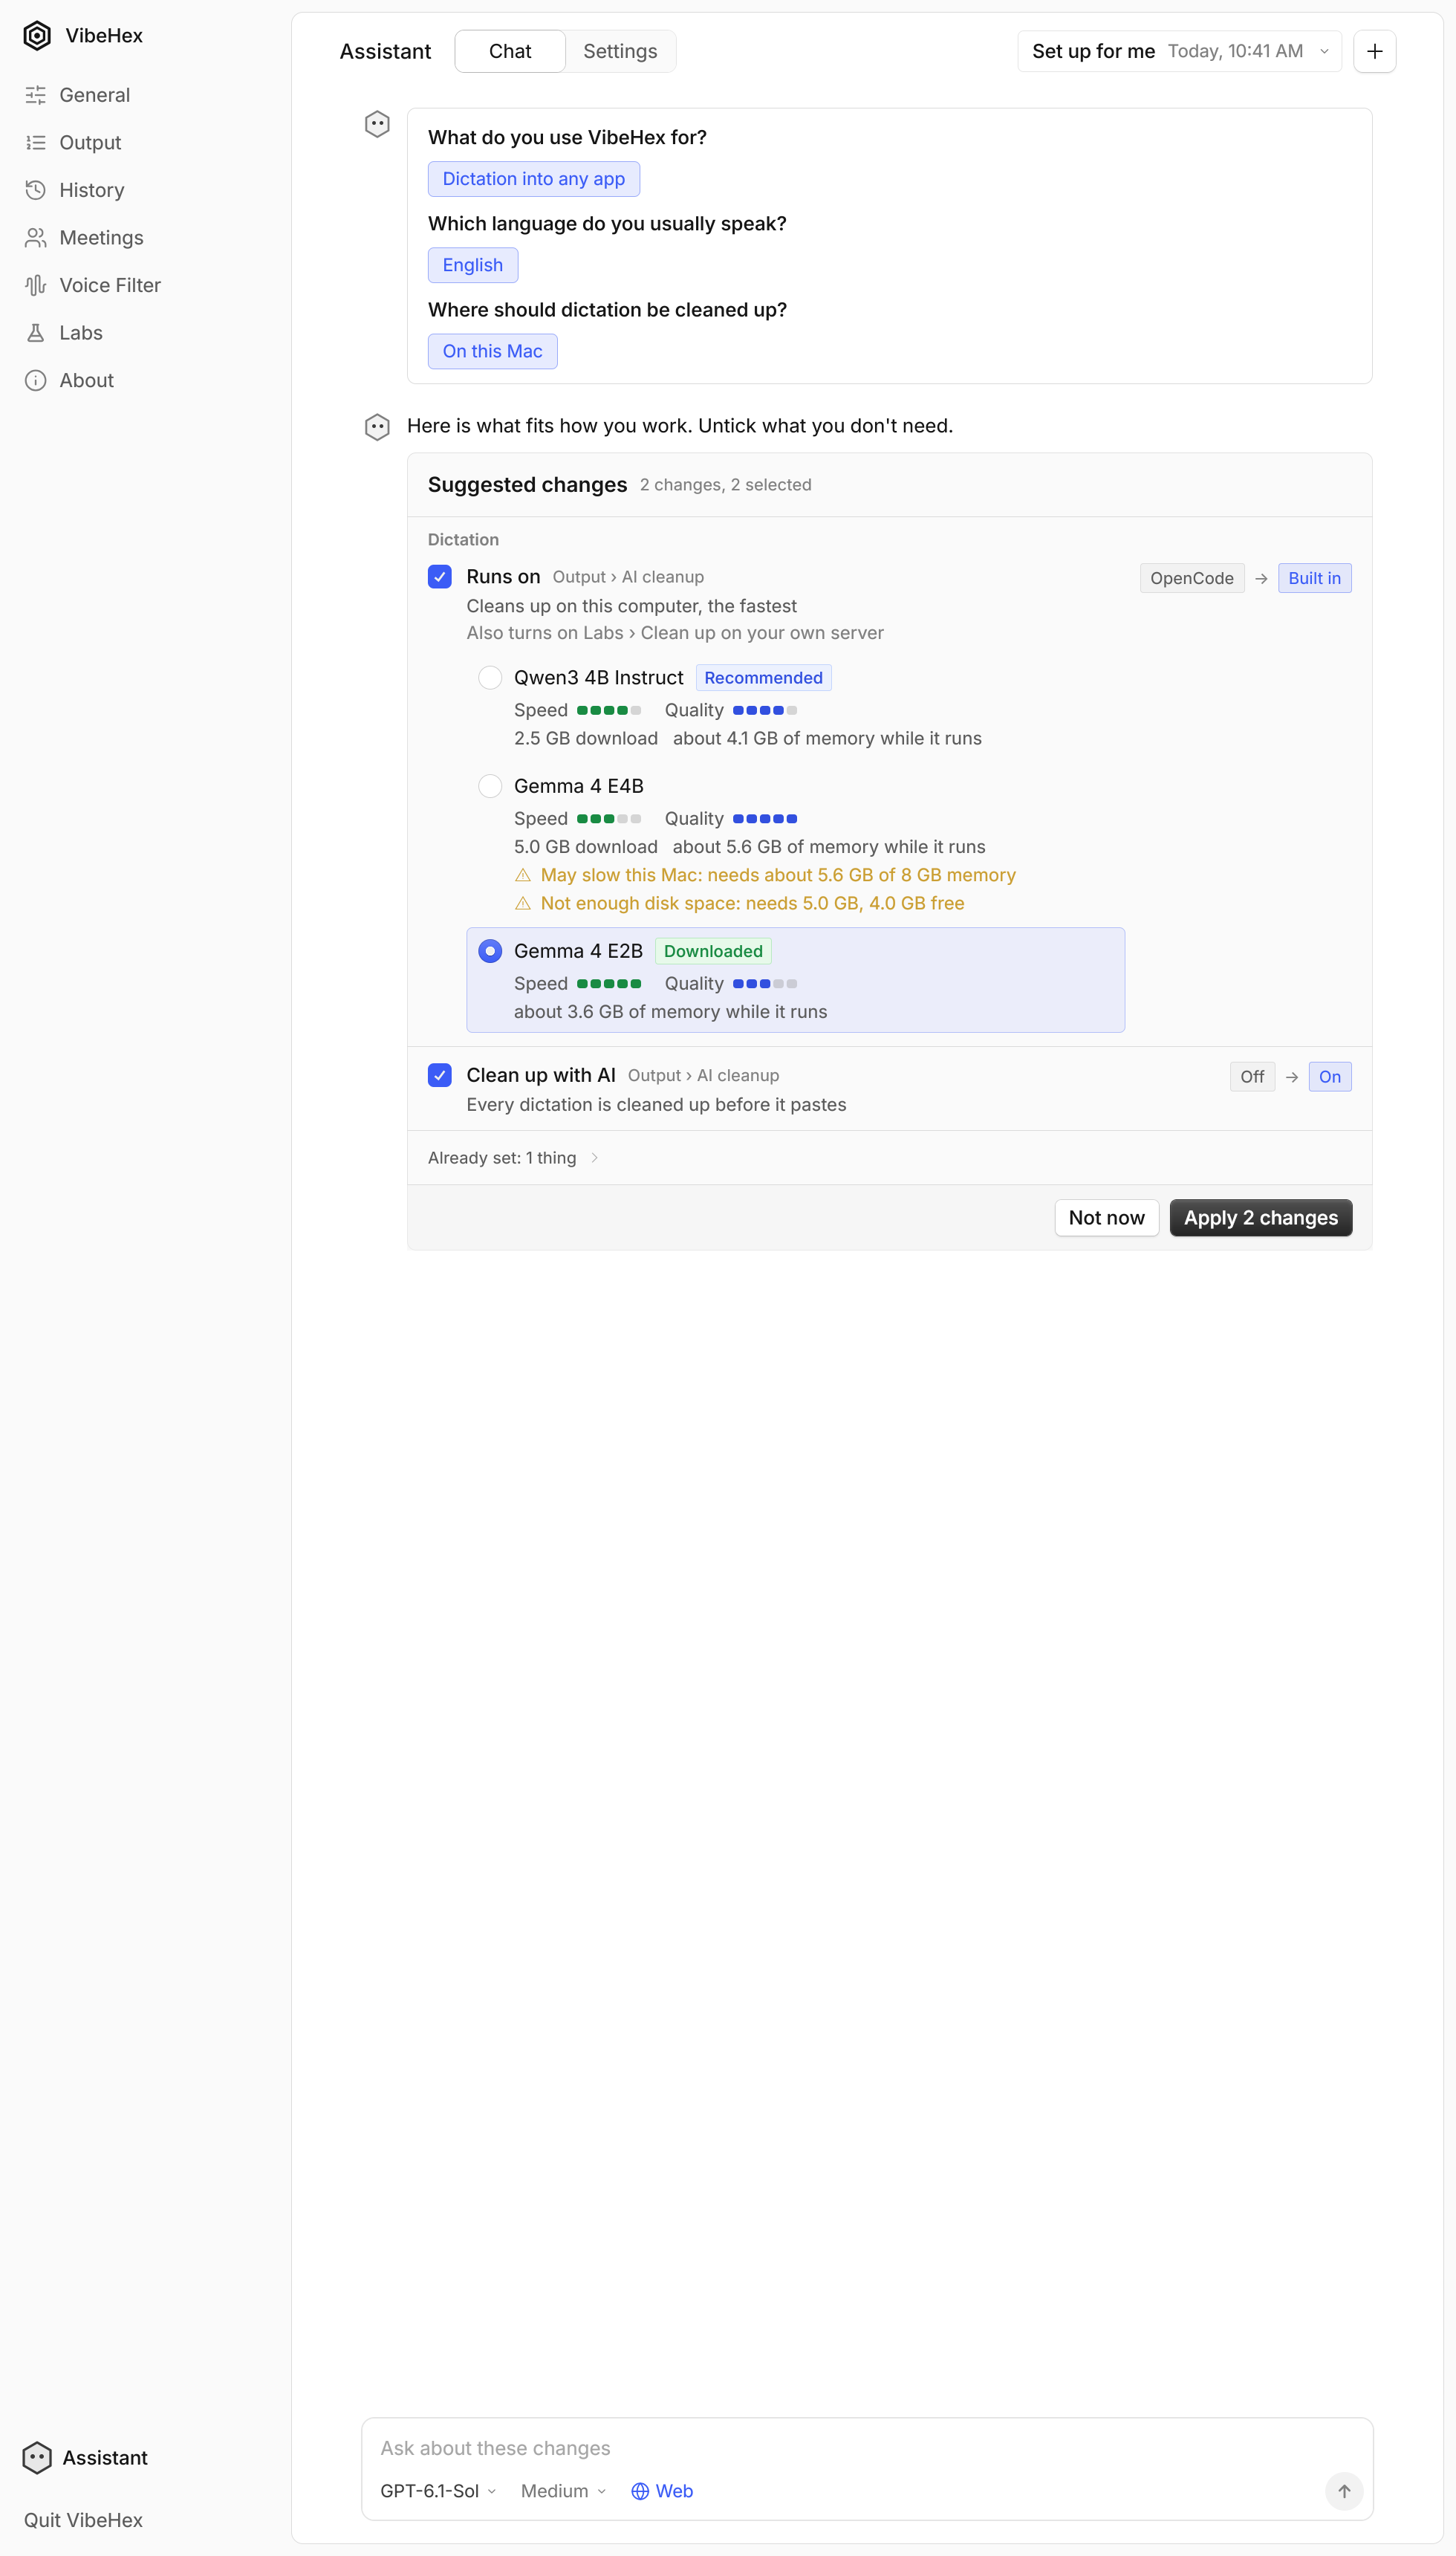 VibeHex
General
Output
History
Meetings
Voice Filter
Labs
About
Assistant
Quit VibeHex
Assistant Chat Settings Set up for me Today, 10:41 AM
What do you use VibeHex for?
Dictation into any app
Which language do you usually speak?
English
Where should dictation be cleaned up?
On this Mac
Here is what fits how you work. Untick what you don't need.
Suggested changes 2 changes, 2 selected
Dictation
Runs on Output › AI cleanup OpenCode → Built in
Cleans up on this computer, the fastest
Also turns on Labs › Clean up on your own server
Qwen3 4B Instruct Recommended
Speed Quality
2.5 GB download about 4.1 GB of memory while it runs
Gemma 4 E4B
Speed Quality
5.0 GB download about 5.6 GB of memory while it runs
May slow this Mac: needs about 5.6 GB of 8 GB memory
Not enough disk space: needs 5.0 GB, 4.0 GB free
Gemma 4 E2B Downloaded
Speed Quality
about 3.6 GB of memory while it runs
Clean up with AI Output › AI cleanup Off → On
Every dictation is cleaned up before it pastes
Already set: 1 thing
Not now Apply 2 changes
Ask about these changes
GPT-6.1-Sol Medium Web